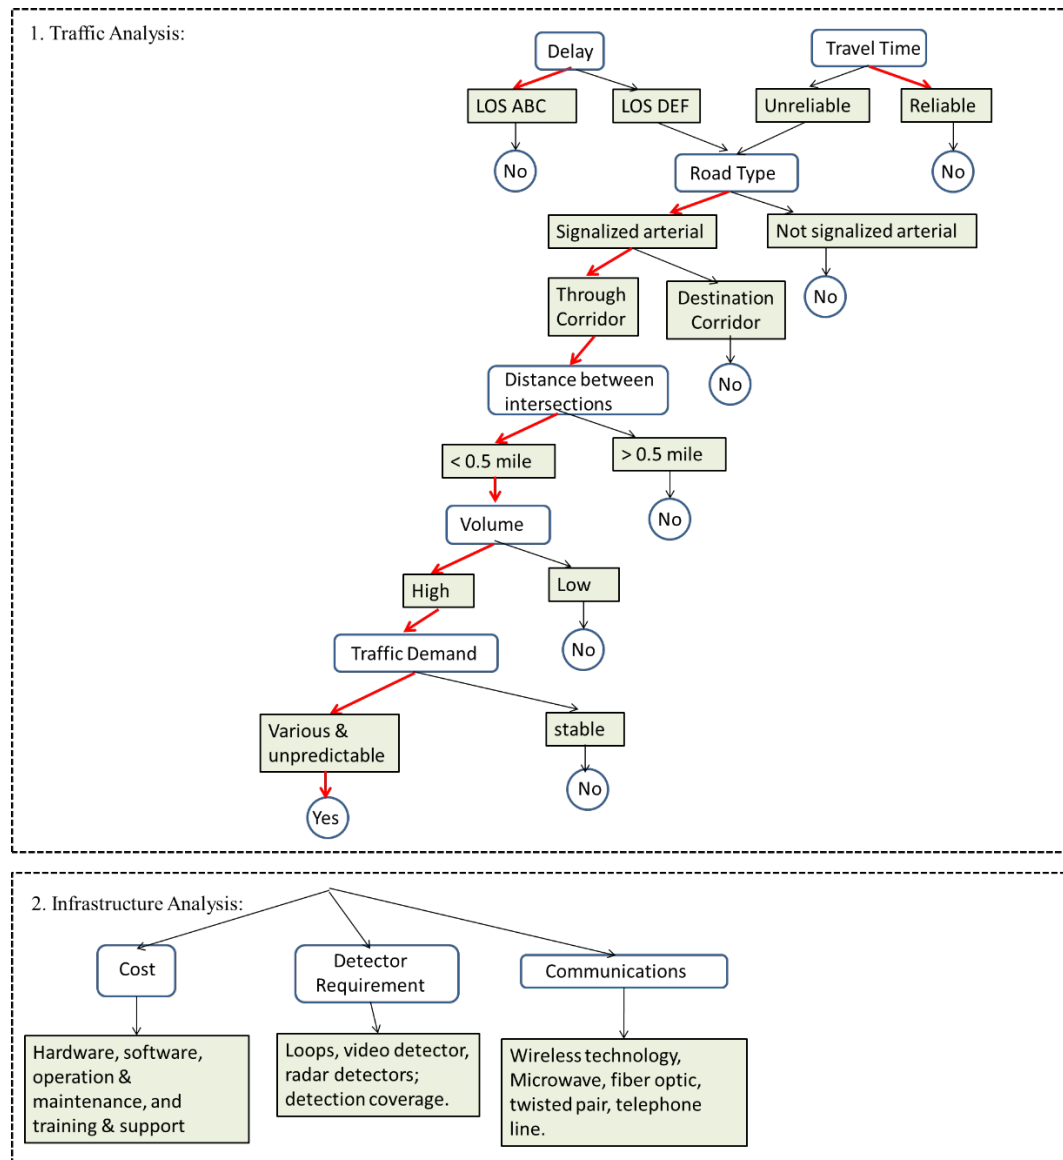 1. Traffic Analysis:
Delay
Travel Time
LOS ABC
LOS DEF
Unreliable
Reliable
No
Road Type
No
Signalized arterial
Not signalized arterial
Through
Corridor
Destination
Corridor
No
Distance between
intersections
No
< 0.5 mile
> 0.5 mile
Volume
No
High
Low
Traffic Demand
No
Various &
unpredictable
stable
Yes
No
2. Infrastructure Analysis:
Cost
Detector
Requirement
Communications
Hardware, software,
operation &
maintenance, and
training & support
Loops, video detector,
radar detectors;
detection coverage.
Wireless technology,
Microwave, fiber optic,
twisted pair, telephone
line.